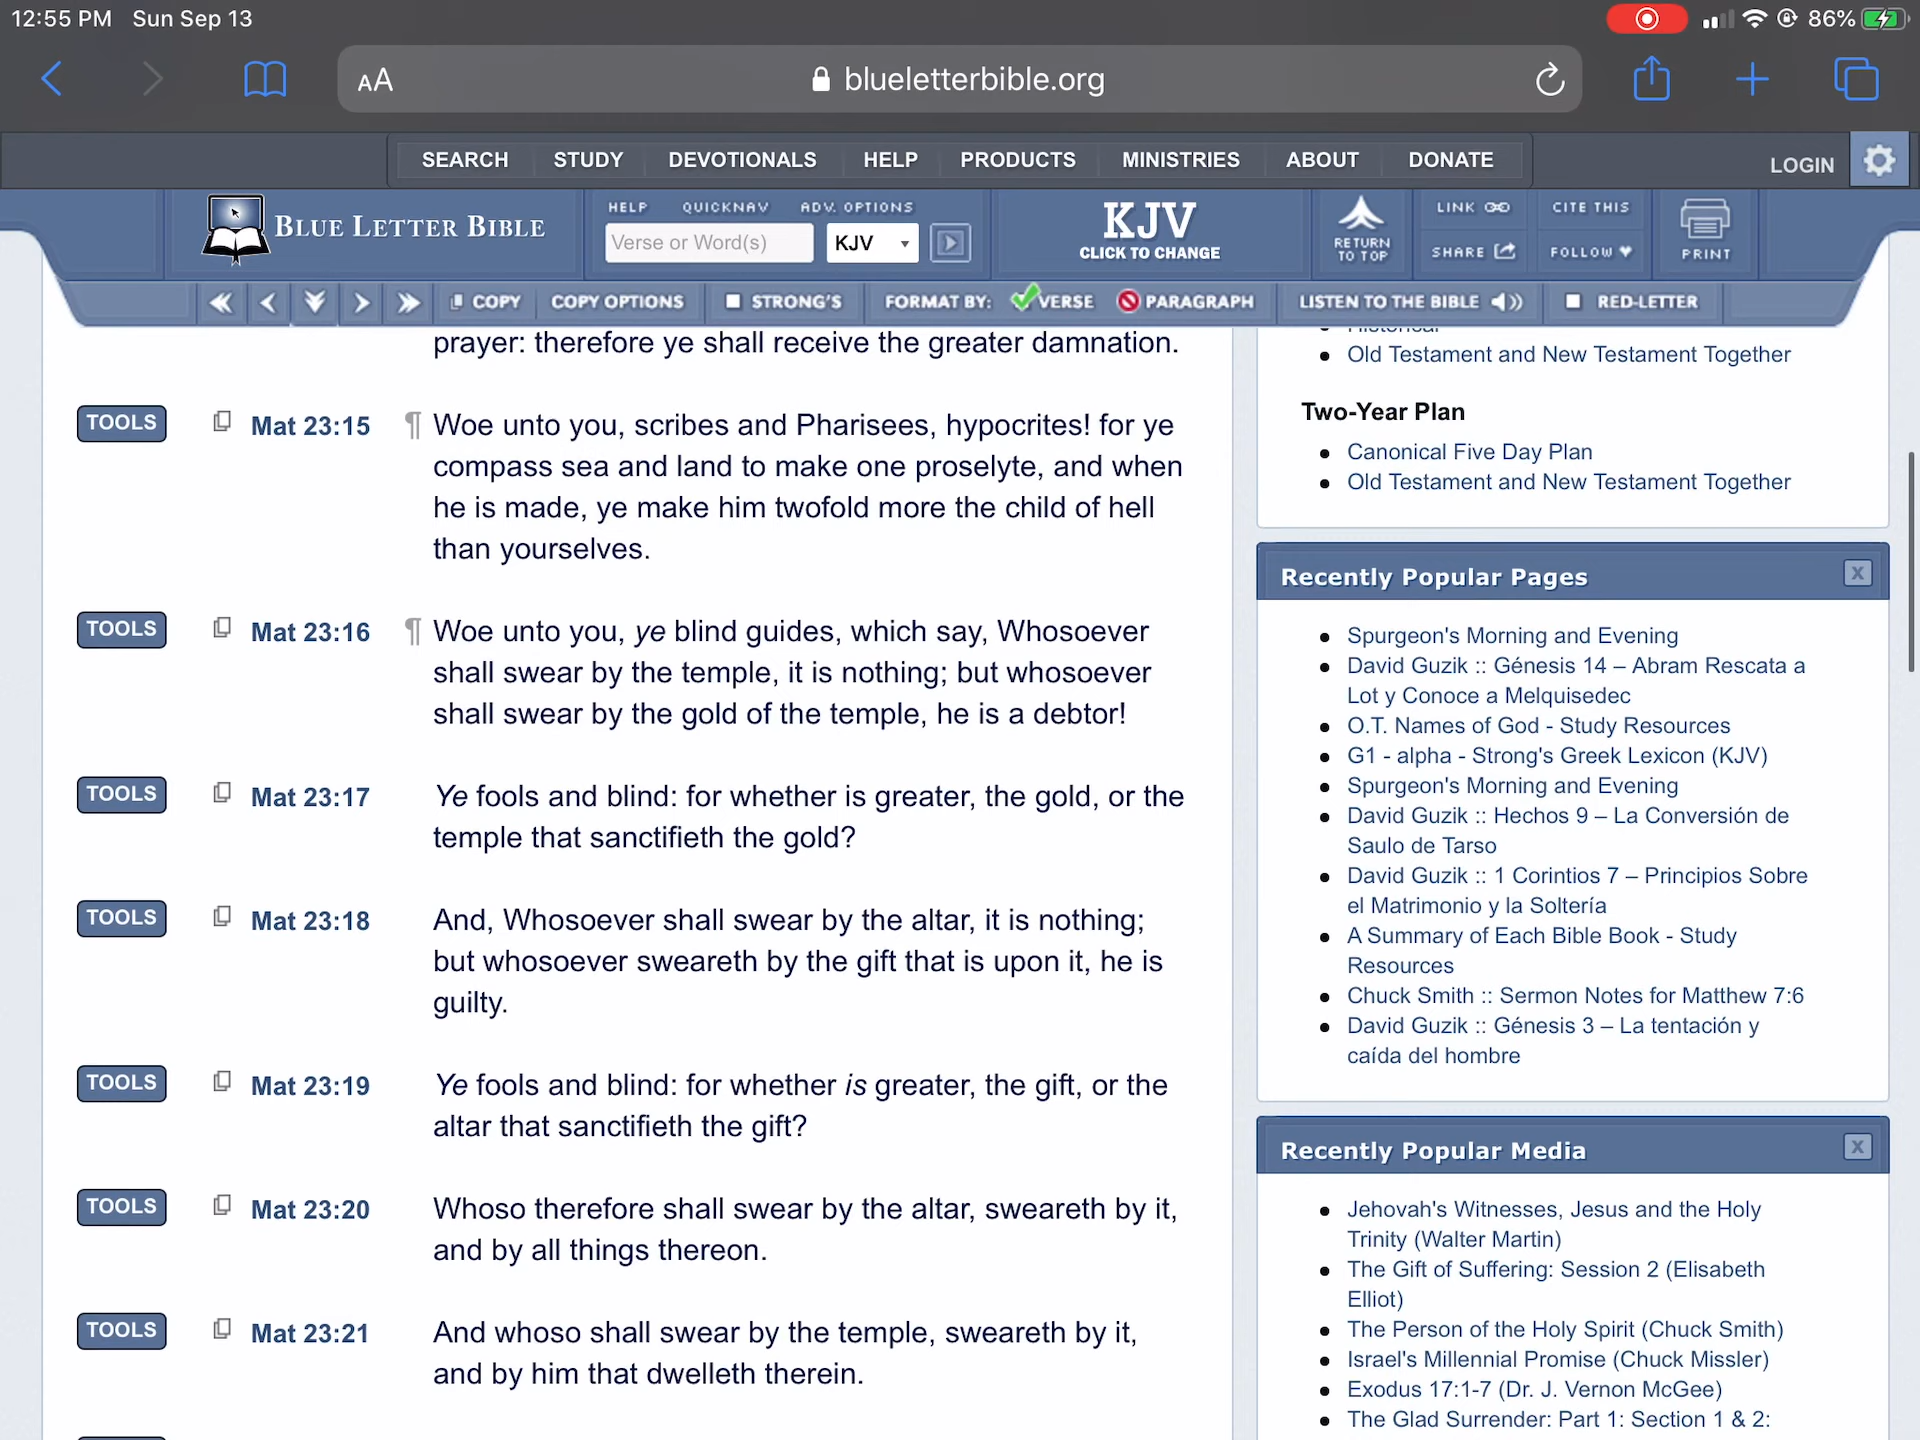 12:55 PM Sun Sep 13
86%
AA
blueletterbible.org
SEARCH STUDY DEVOTIONALS HELP PRODUCTS MINISTRIES ABOUT DONATE
LOGIN
BLUE LETTER BIBLE
HELP QUICKNAV ADV. OPTIONS
Verse or Word(s)
KJV
KJV
CLICK TO CHANGE
RETURN
TO TOP
LINK
SHARE
CITE THIS
FOLLOW
PRINT
COPY COPY OPTIONS STRONG'S FORMAT BY: VERSE PARAGRAPH LISTEN TO THE BIBLE RED-LETTER
prayer: therefore ye shall receive the greater damnation.
TOOLS Mat 23:15 ¶ Woe unto you, scribes and Pharisees, hypocrites! for ye
compass sea and land to make one proselyte, and when
he is made, ye make him twofold more the child of hell
than yourselves.
TOOLS Mat 23:16 ¶ Woe unto you, ye blind guides, which say, Whosoever
shall swear by the temple, it is nothing; but whosoever
shall swear by the gold of the temple, he is a debtor!
TOOLS Mat 23:17 Ye fools and blind: for whether is greater, the gold, or the
temple that sanctifieth the gold?
TOOLS Mat 23:18 And, Whosoever shall swear by the altar, it is nothing;
but whosoever sweareth by the gift that is upon it, he is
guilty.
TOOLS Mat 23:19 Ye fools and blind: for whether is greater, the gift, or the
altar that sanctifieth the gift?
TOOLS Mat 23:20 Whoso therefore shall swear by the altar, sweareth by it,
and by all things thereon.
TOOLS Mat 23:21 And whoso shall swear by the temple, sweareth by it,
and by him that dwelleth therein.
Historical
Old Testament and New Testament Together
Two-Year Plan
Canonical Five Day Plan
Old Testament and New Testament Together
Recently Popular Pages X
Spurgeon's Morning and Evening
David Guzik :: Génesis 14 – Abram Rescata a
Lot y Conoce a Melquisedec
O.T. Names of God - Study Resources
G1 - alpha - Strong's Greek Lexicon (KJV)
Spurgeon's Morning and Evening
David Guzik :: Hechos 9 – La Conversión de
Saulo de Tarso
David Guzik :: 1 Corintios 7 – Principios Sobre
el Matrimonio y la Soltería
A Summary of Each Bible Book - Study
Resources
Chuck Smith :: Sermon Notes for Matthew 7:6
David Guzik :: Génesis 3 – La tentación y
caída del hombre
Recently Popular Media X
Jehovah's Witnesses, Jesus and the Holy
Trinity (Walter Martin)
The Gift of Suffering: Session 2 (Elisabeth
Elliot)
The Person of the Holy Spirit (Chuck Smith)
Israel's Millennial Promise (Chuck Missler)
Exodus 17:1-7 (Dr. J. Vernon McGee)
The Glad Surrender: Part 1: Section 1 & 2: